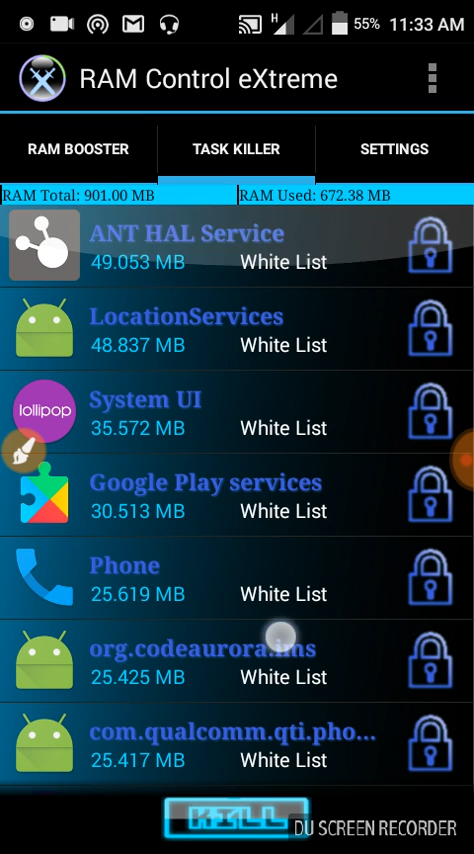 H 55% 11:33 AM
RAM Control eXtreme
RAM BOOSTER TASK KILLER SETTINGS
RAM Total: 901.00 MB RAM Used: 672.38 MB
ANT HAL Service
49.053 MB White List
LocationServices
48.837 MB White List
lollipop
System UI
35.572 MB White List
Google Play services
30.513 MB White List
Phone
25.619 MB White List
org.codeaurora.ims
25.425 MB White List
com.qualcomm.qti.pho...
25.417 MB White List
KILL
DU SCREEN RECORDER